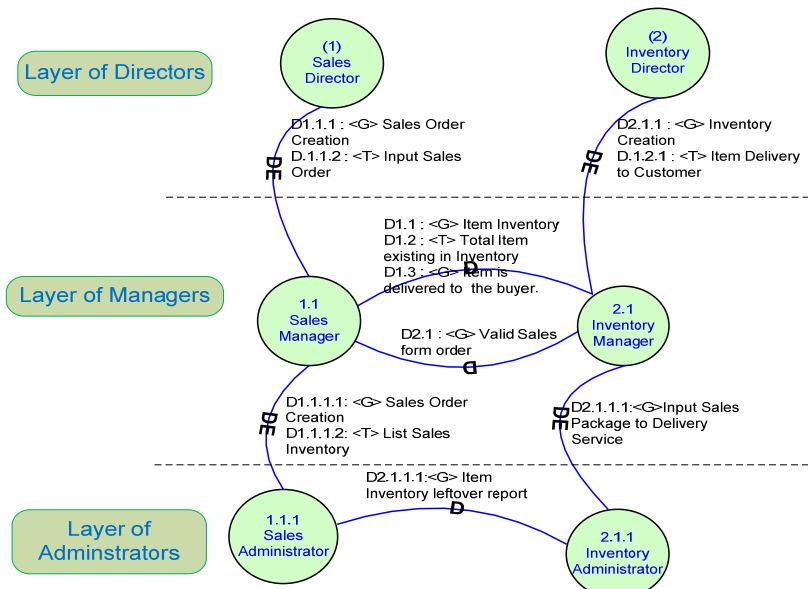 Layer of Directors
(1)
Sales
Director
(2)
Inventory
Director
D1.1.1 : <G> Sales Order
Creation
D.1.1.2 : <T> Input Sales
Order
DE
D2.1.1 : <G> Inventory
Creation
D.1.2.1 : <T> Item Delivery
to Customer
DE
Layer of Managers
D1.1 : <G> Item Inventory
D1.2 : <T> Total Item
existing in Inventory
D1.3 : <G> Item is
delivered to the buyer.
D
1.1
Sales
Manager
2.1
Inventory
Manager
D2.1 : <G> Valid Sales
form order
D
D1.1.1.1: <G> Sales Order
Creation
D1.1.1.2: <T> List Sales
Inventory
DE
D2.1.1.1:<G>Input Sales
Package to Delivery
Service
DE
Layer of
Adminstrators
D2.1.1.1:<G> Item
Inventory leftover report
D
1.1.1
Sales
Adminstrator
2.1.1
Inventory
Administrator